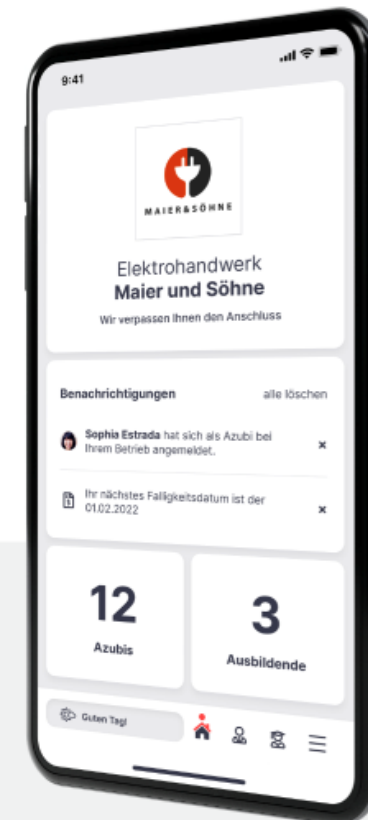 9:41
MAIER&SÖHNE
Elektrohandwerk
Maier und Söhne
Wir verpassen Ihnen den Anschluss
Benachrichtigungen alle löschen
Sophia Estrada hat sich als Azubi bei
Ihrem Betrieb angemeldet.
Ihr nächstes Fälligkeitsdatum ist der
01.02.2022
12
Azubis
3
Ausbildende
Guten Tag!